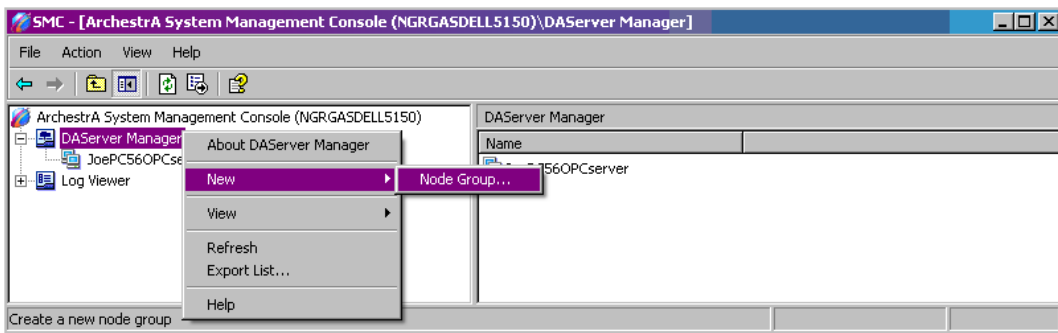 SMC - [ArchestrA System Management Console (NGRGASDELL5150)\DAServer Manager]
File Action View Help
ArchestrA System Management Console (NGRGASDELL5150)
DAServer Manager
JoePC56OPCse
Log Viewer
About DAServer Manager
New
Node Group...
View
Refresh
Export List...
Help
DAServer Manager
Name
56OPCserver
Create a new node group